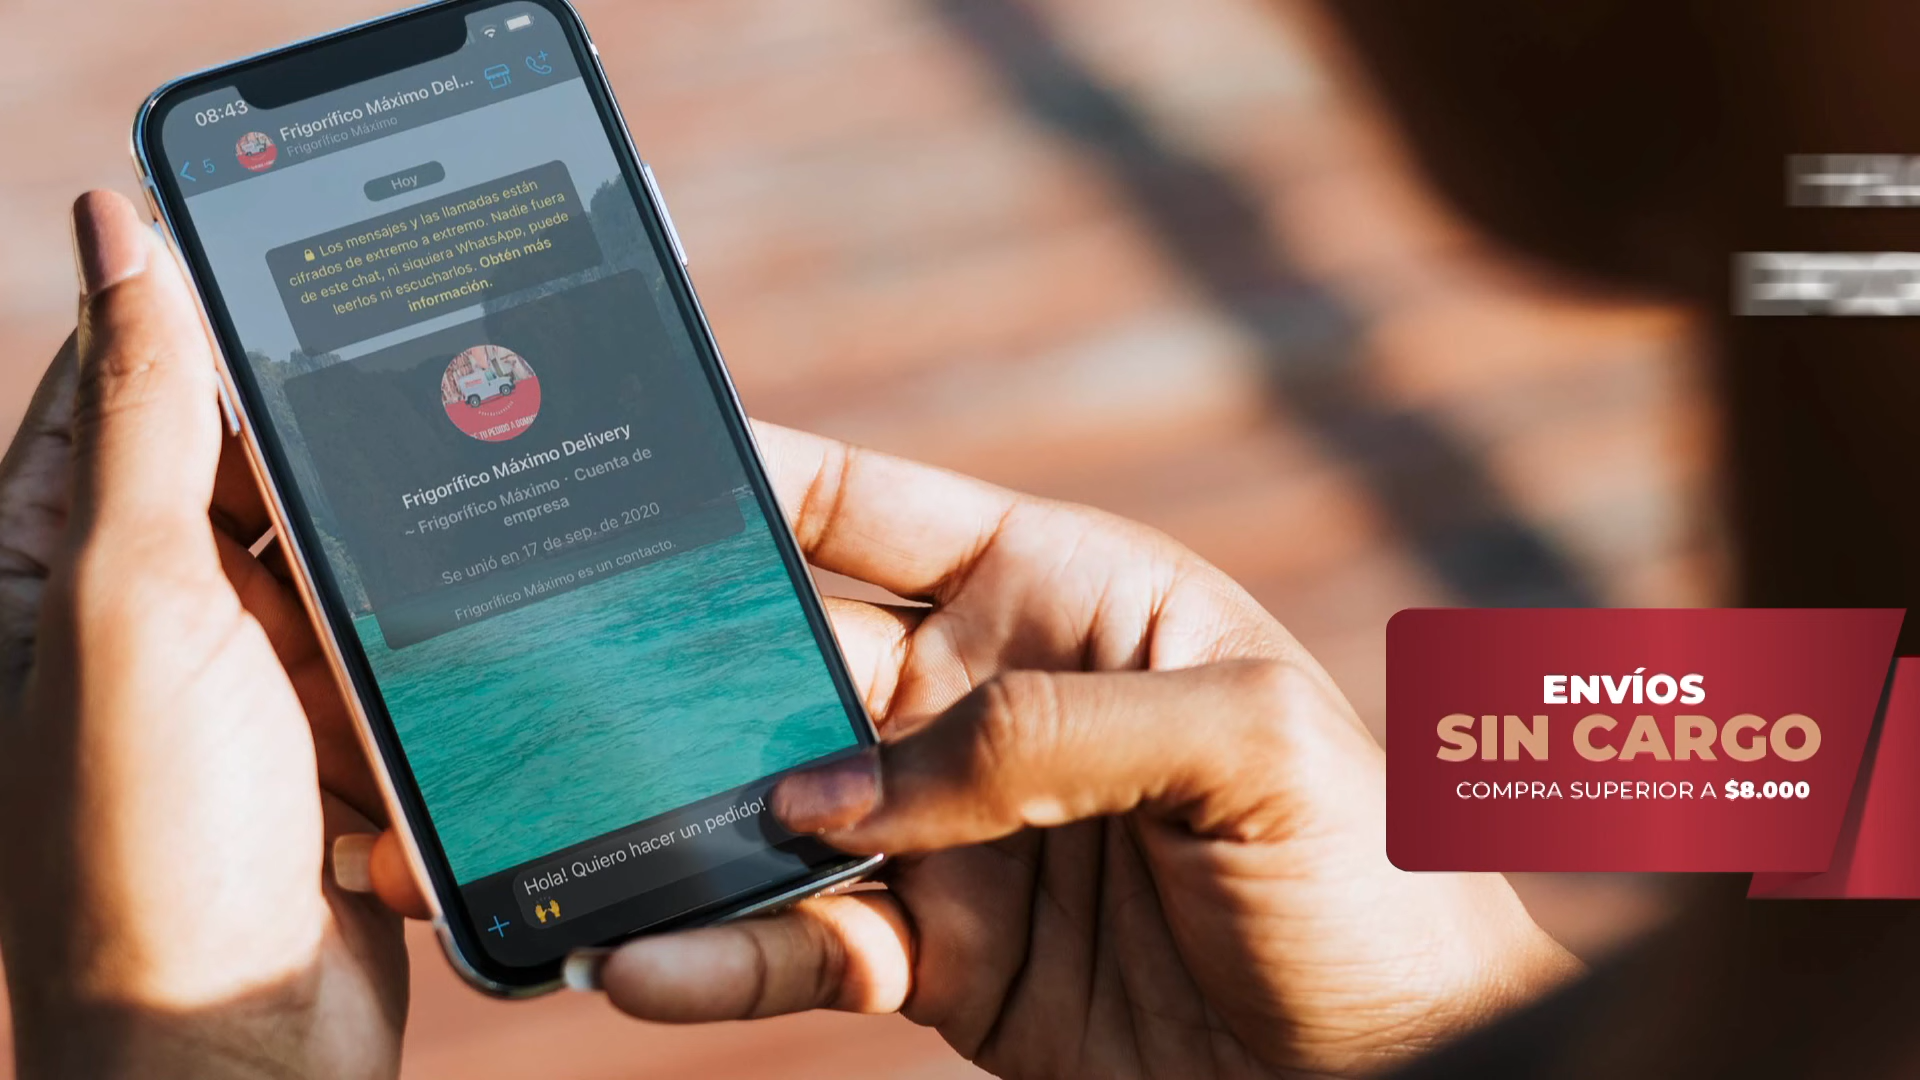 08:43
5
Frigorífico Máximo Del...
Frigorífico Máximo
Hoy
Los mensajes y las llamadas están
cifrados de extremo a extremo. Nadie fuera
de este chat, ni siquiera WhatsApp, puede
leerlos ni escucharlos. Obtén más
información.
Frigorífico Máximo Delivery
~ Frigorífico Máximo · Cuenta de
empresa
Se unió en 17 de sep. de 2020
Frigorífico Máximo es un contacto.
Hola! Quiero hacer un pedido!
🙌
ENVÍOS
SIN CARGO
COMPRA SUPERIOR A $8.000